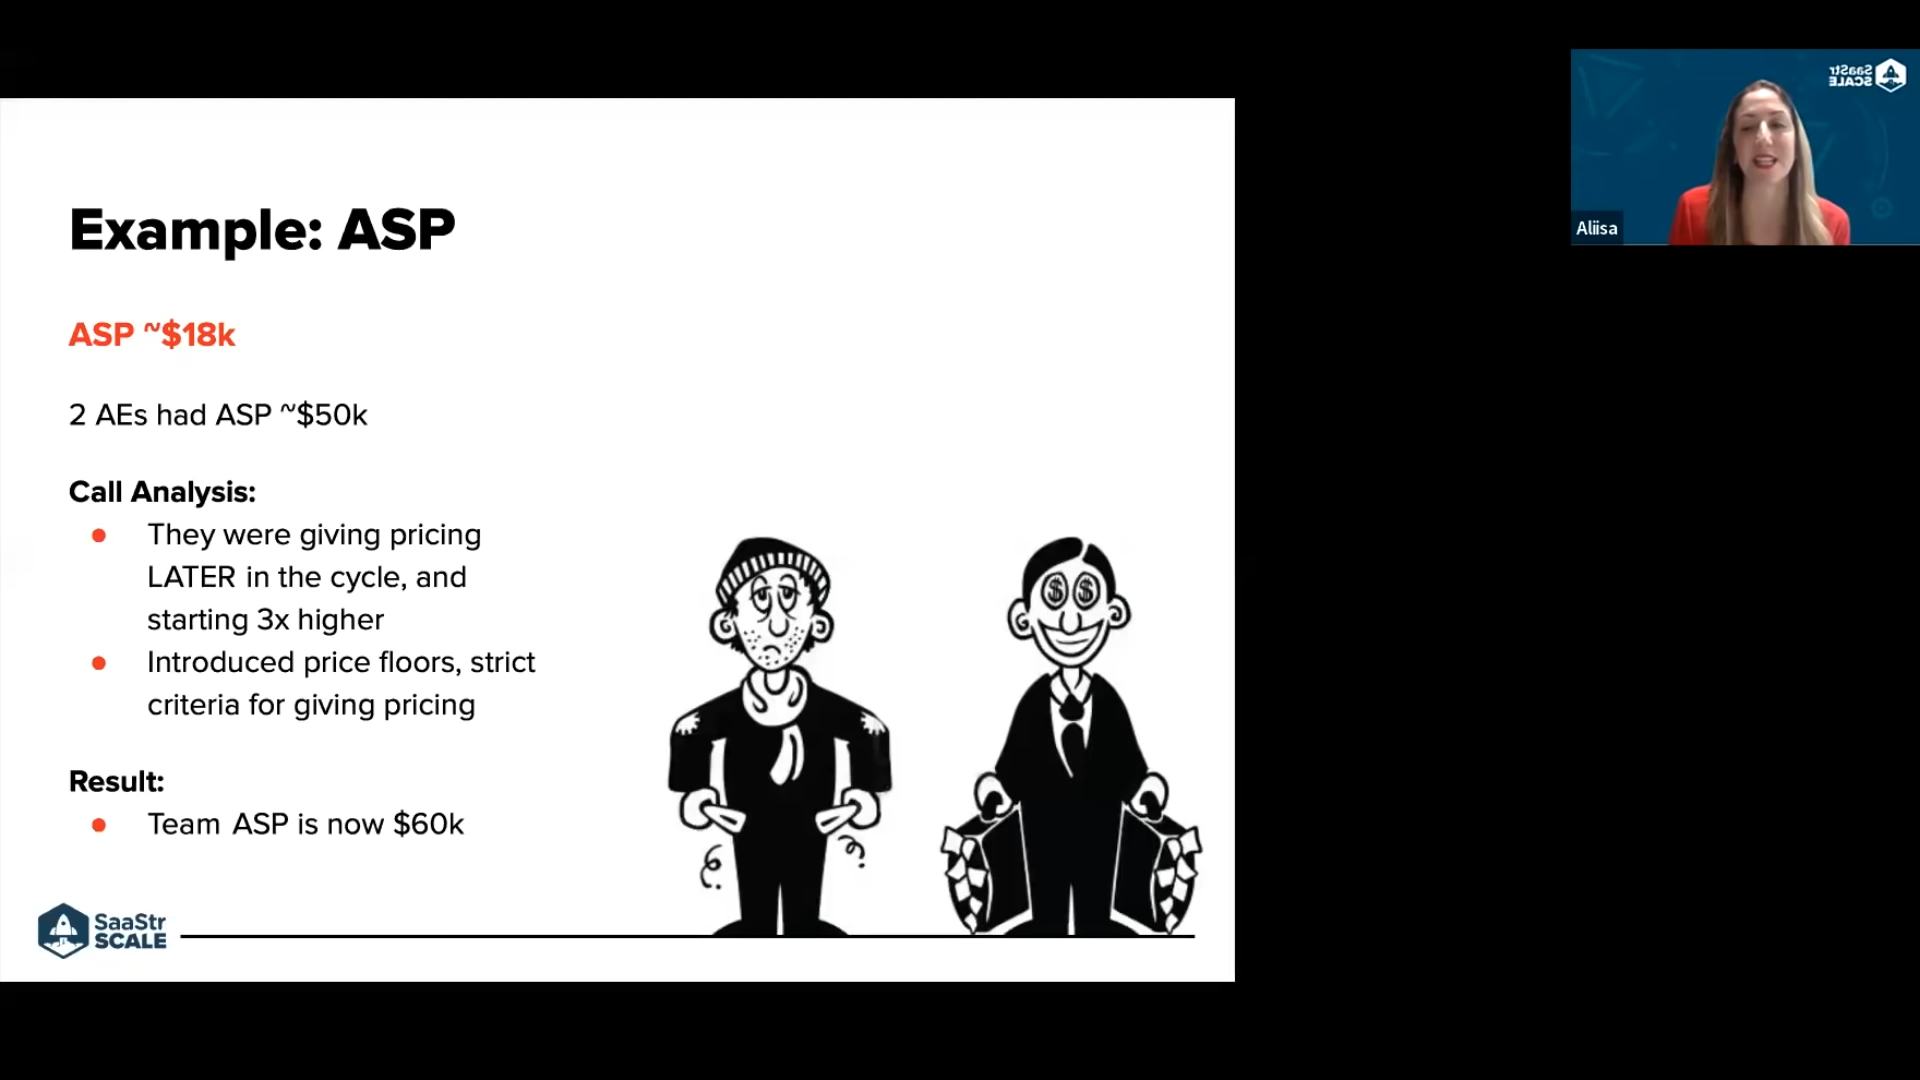 SaaStr
SCALE
Aliisa
Example: ASP
ASP ~$18k
2 AEs had ASP ~$50k
Call Analysis:
● They were giving pricing
LATER in the cycle, and
starting 3x higher
● Introduced price floors, strict
criteria for giving pricing
Result:
● Team ASP is now $60k
$ $
SaaStr
SCALE